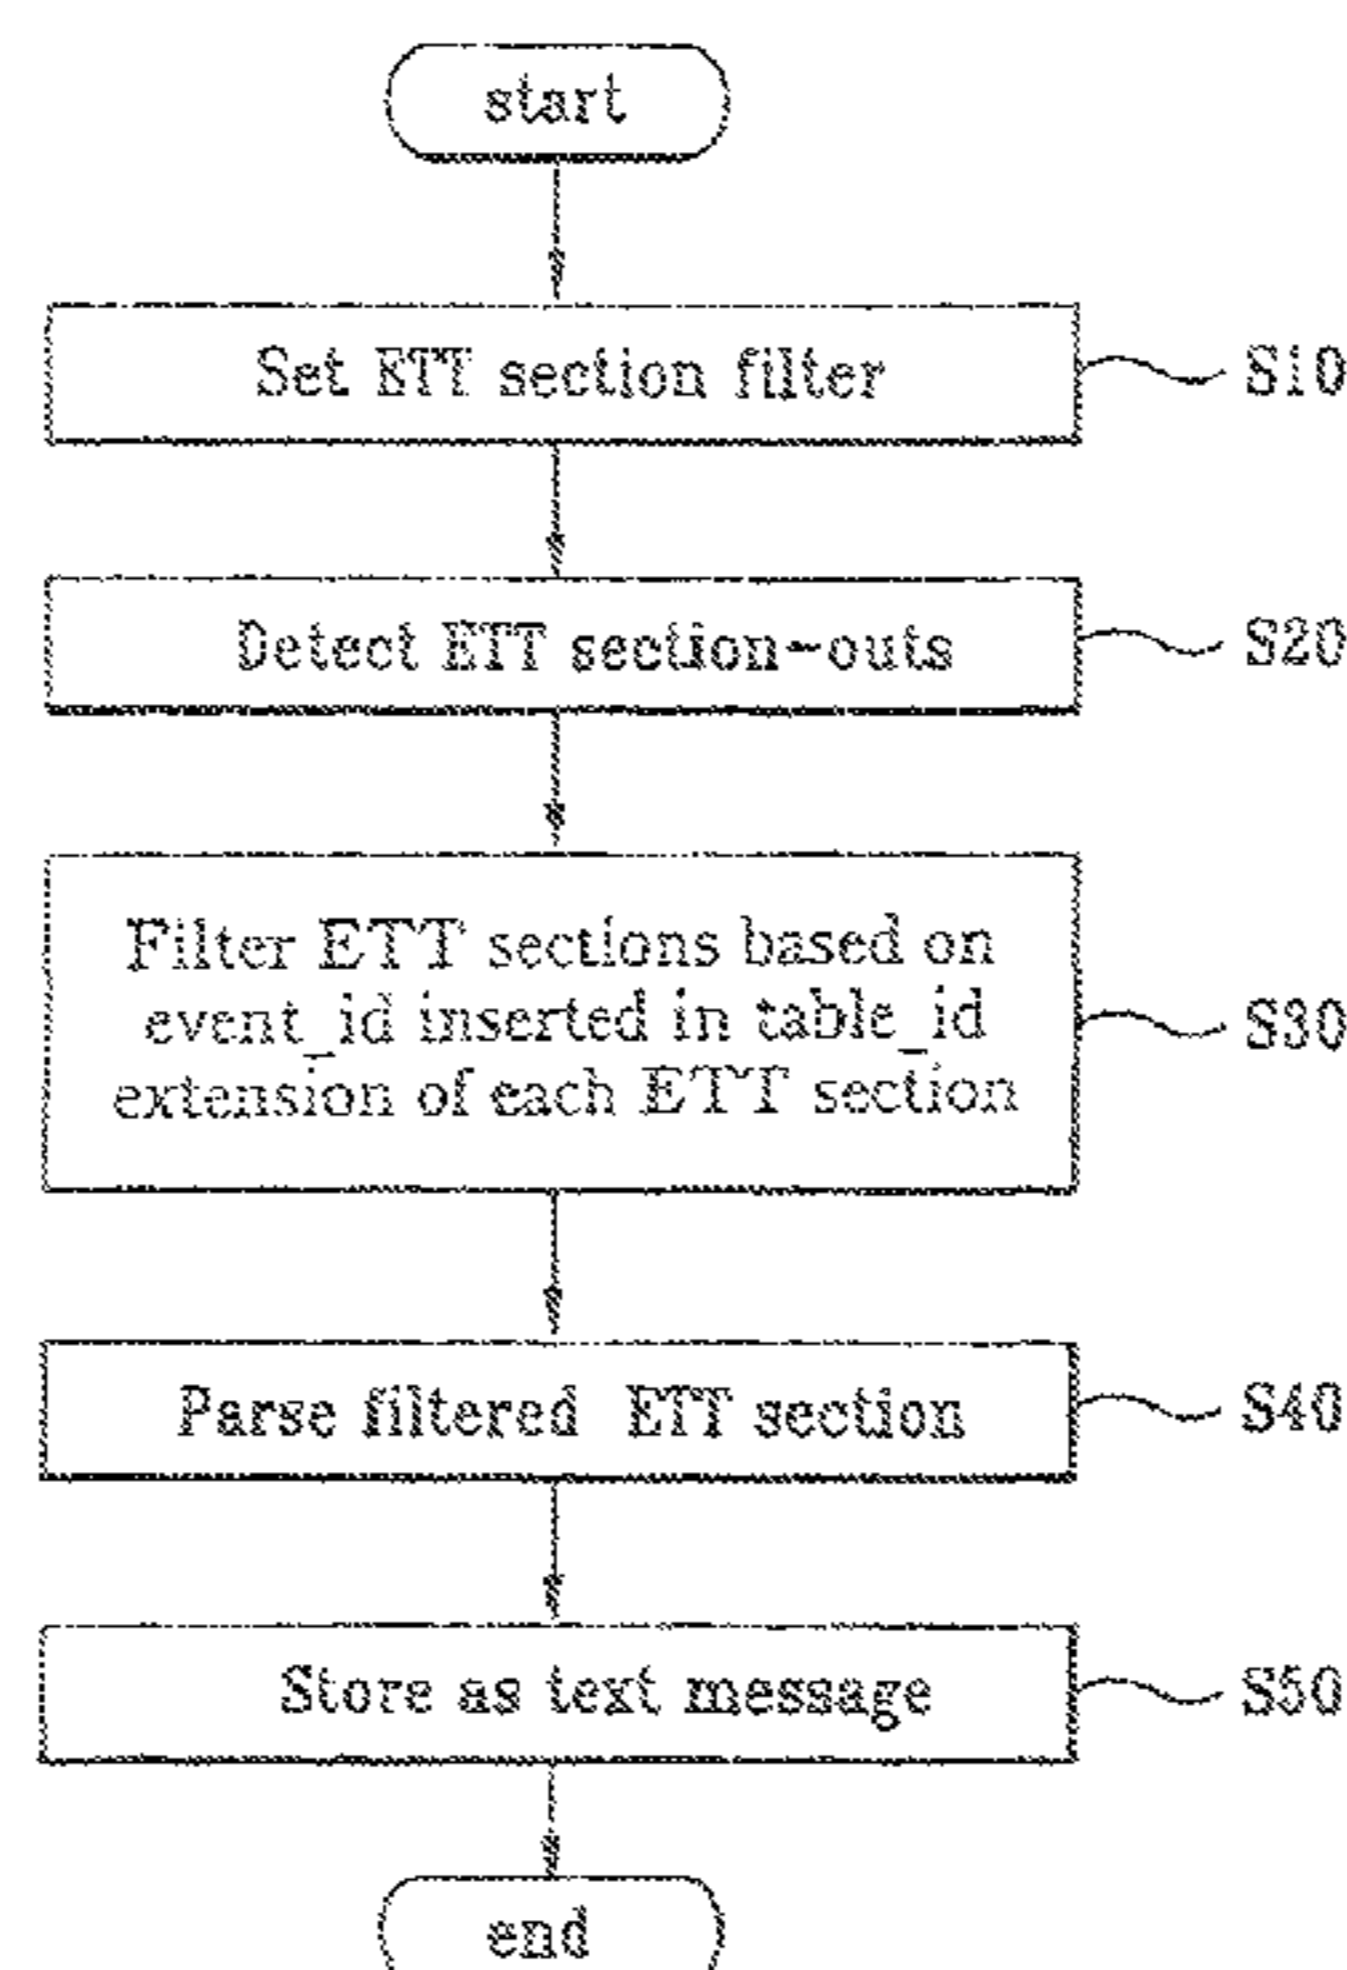 start
Set ETT section filter
S10
Detect ETT section-outs
S20
Filter ETT sections based on
event_id inserted in table_id
extension of each ETT section
S30
Parse filtered ETT section
S40
Store as text message
S50
end